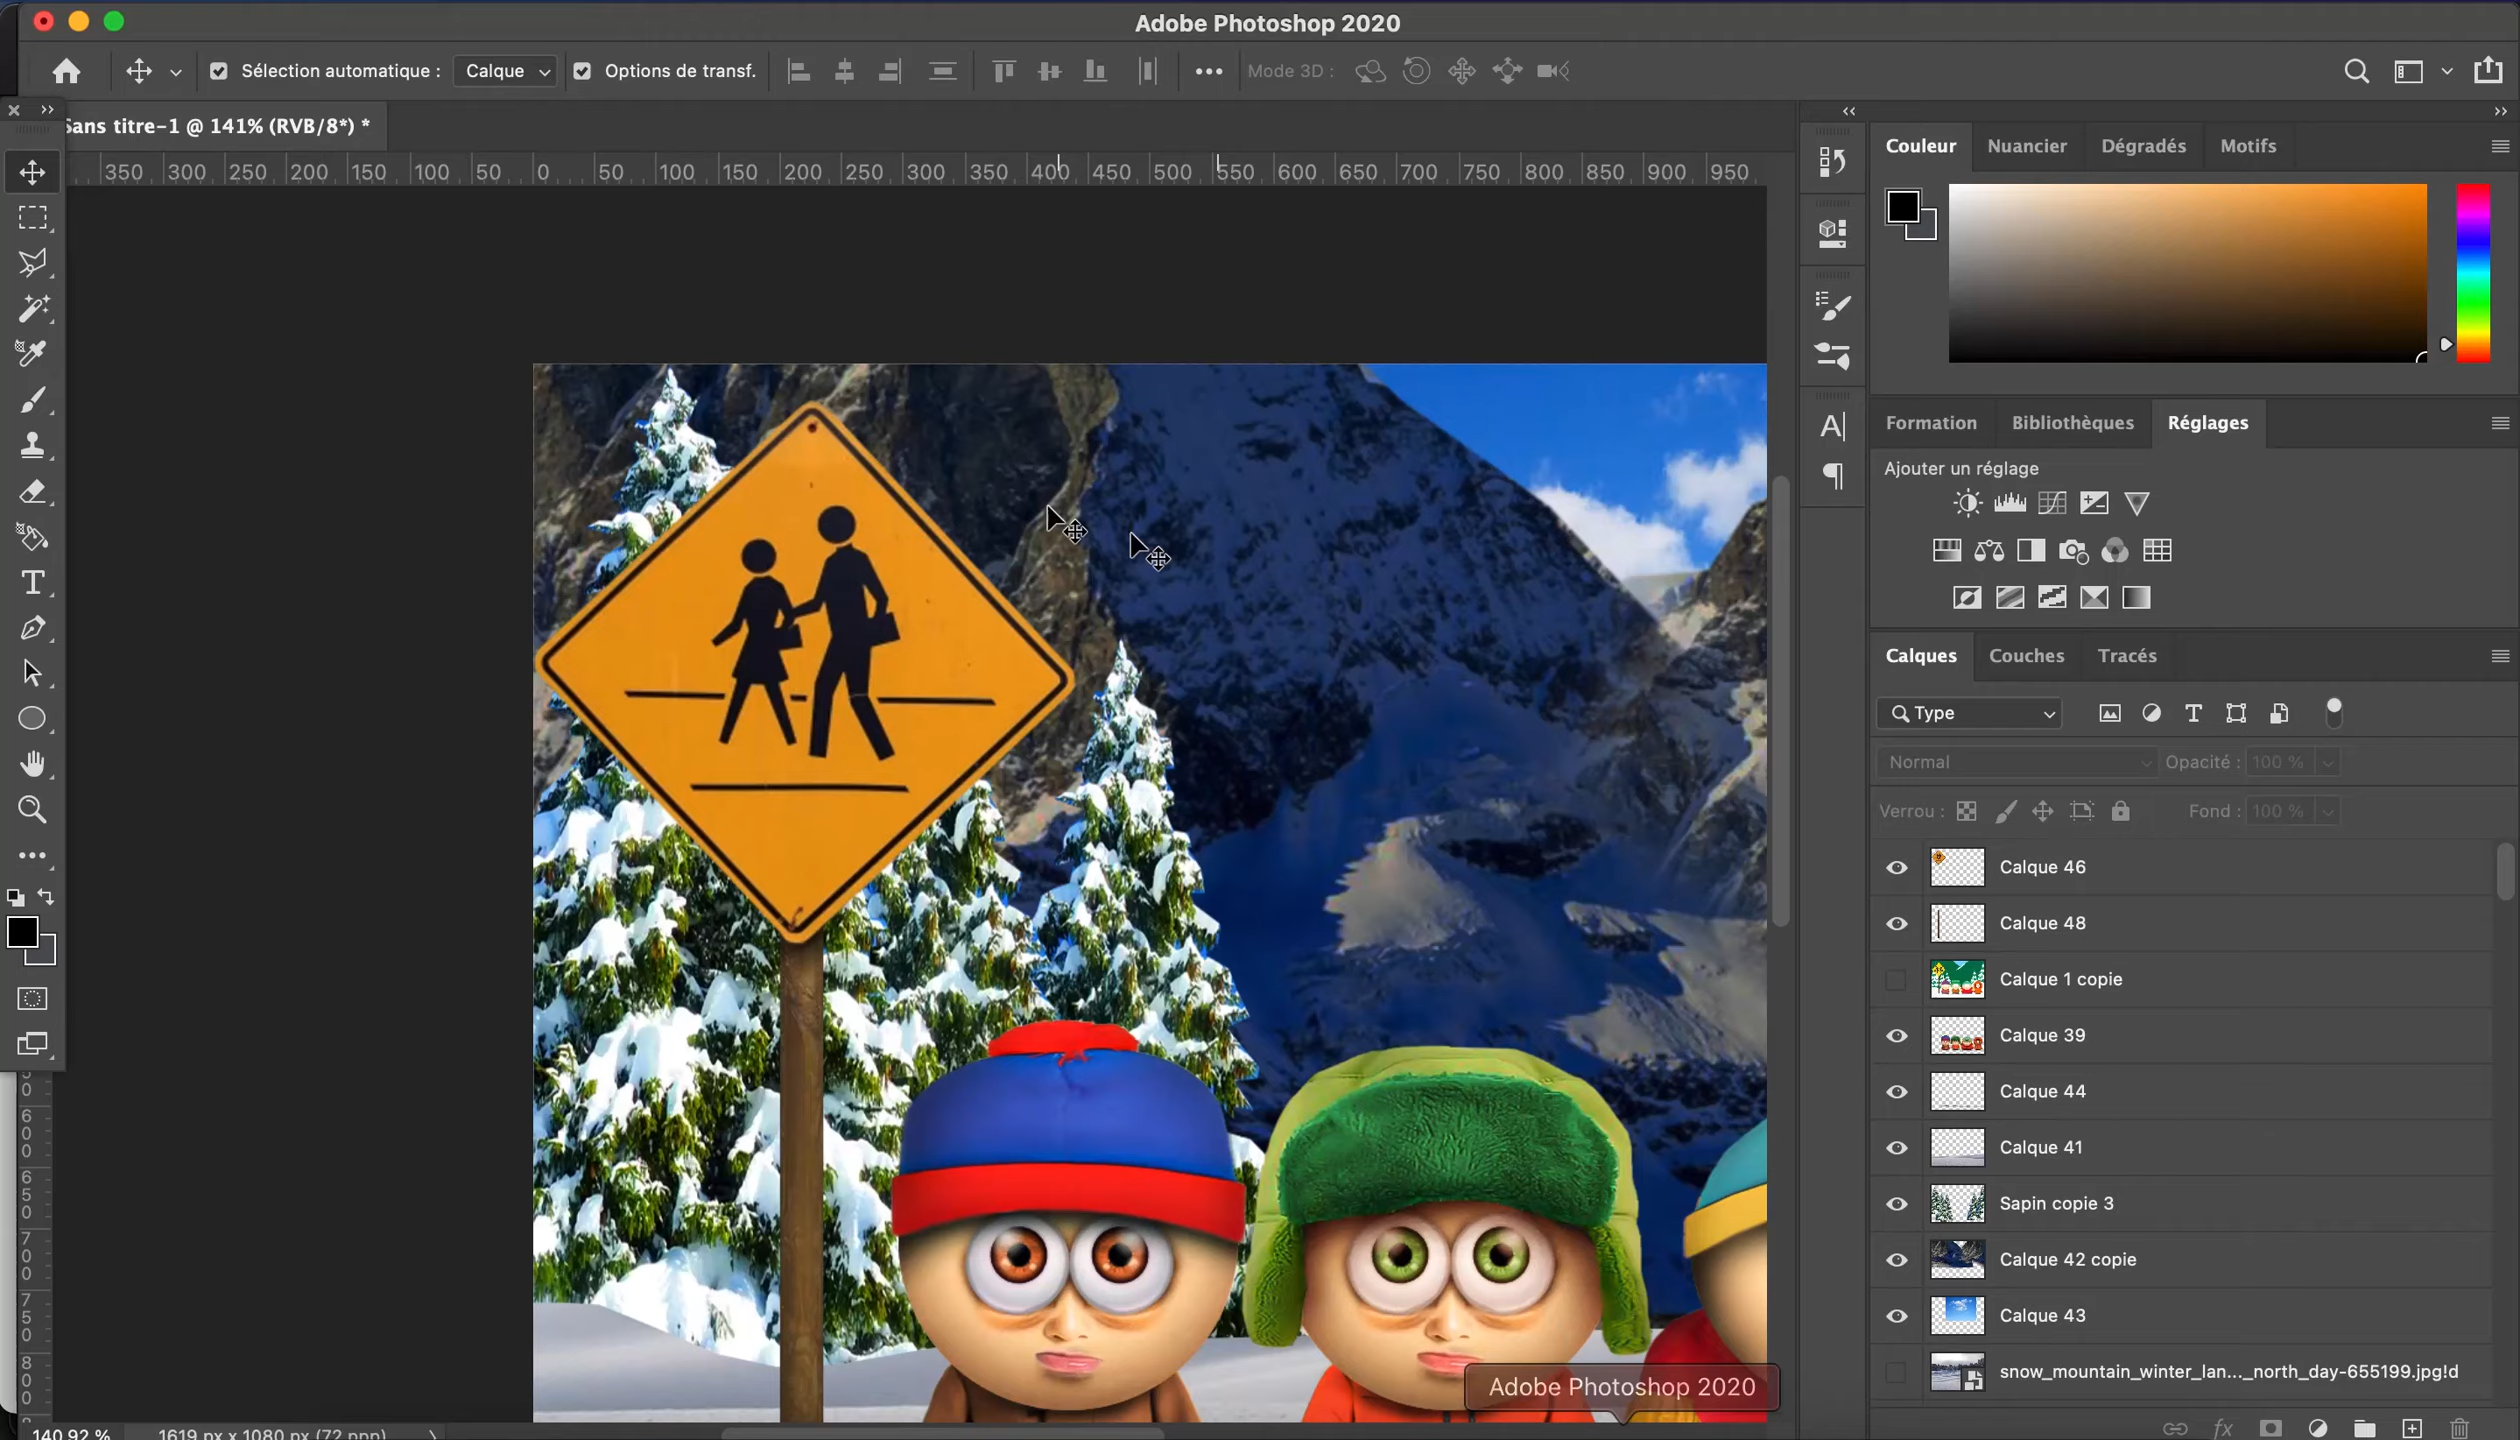 Adobe Photoshop 2020
Sélection automatique : Calque Options de transf. Mode 3D :
Sans titre-1 @ 141% (RVB/8*) *
350 300 250 200 150 100 50 0 50 100 150 200 250 300 350 400 450 500 550 600 650 700 750 800 850 900 950
Couleur Nuancier Dégradés Motifs
Formation Bibliothèques Réglages
Ajouter un réglage
Calques Couches Tracés
Type
Normal Opacité : 100 %
Verrou : Fond : 100 %
Calque 46
Calque 48
Calque 1 copie
Calque 39
Calque 44
Calque 41
Sapin copie 3
Calque 42 copie
Calque 43
snow_mountain_winter_lan..._north_day-655199.jpg!d
600
650
700
750
800
Adobe Photoshop 2020
140,92 % 1619 px x 1080 px (72 ppp)